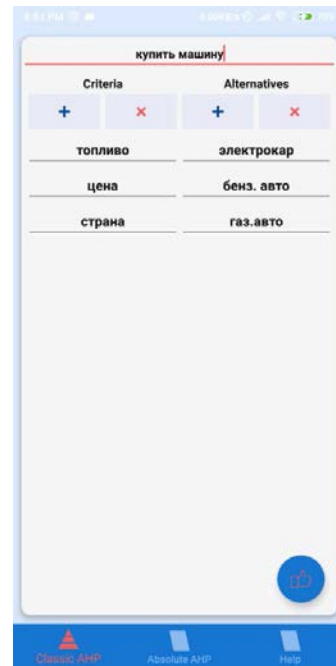 купить машину
Criteria Alternatives
+ × + ×
топливо электрокар
цена бенз. авто
страна газ.авто
Classic AHP Absolute AHP Help